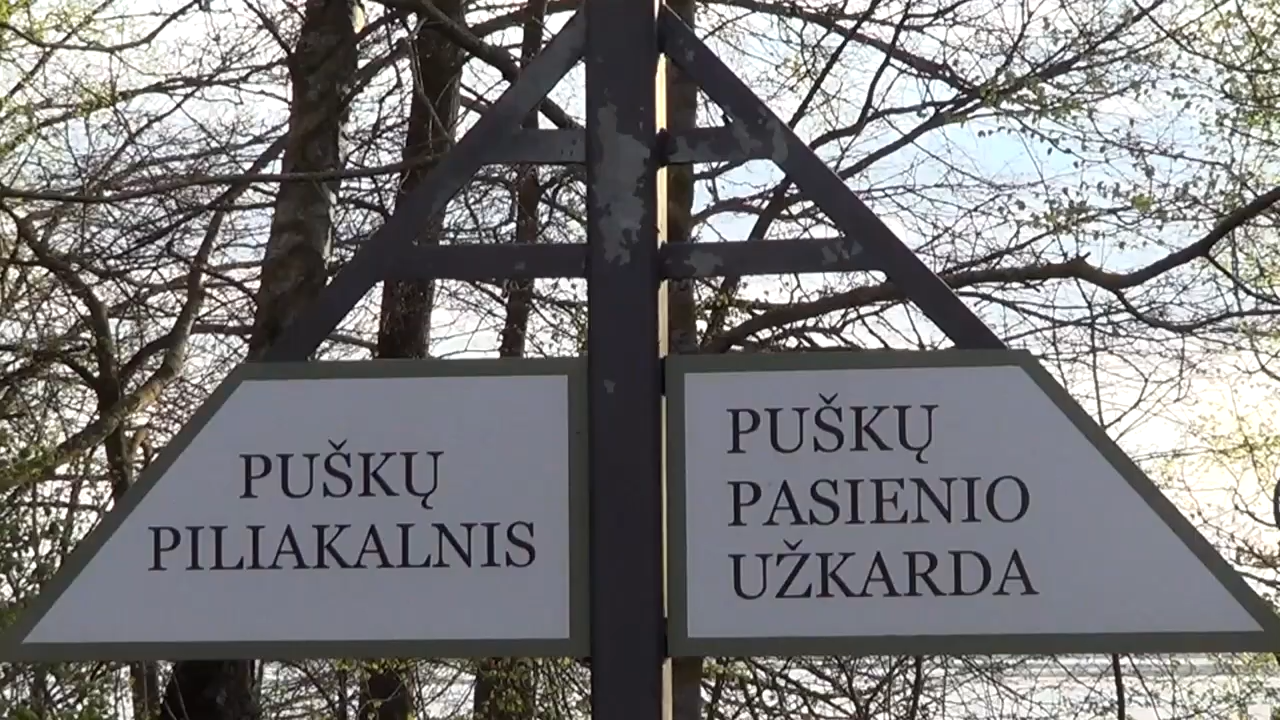 PUŠKŲ
PILIAKALNIS
PUŠKŲ
PASIENIO
UŽKARDA